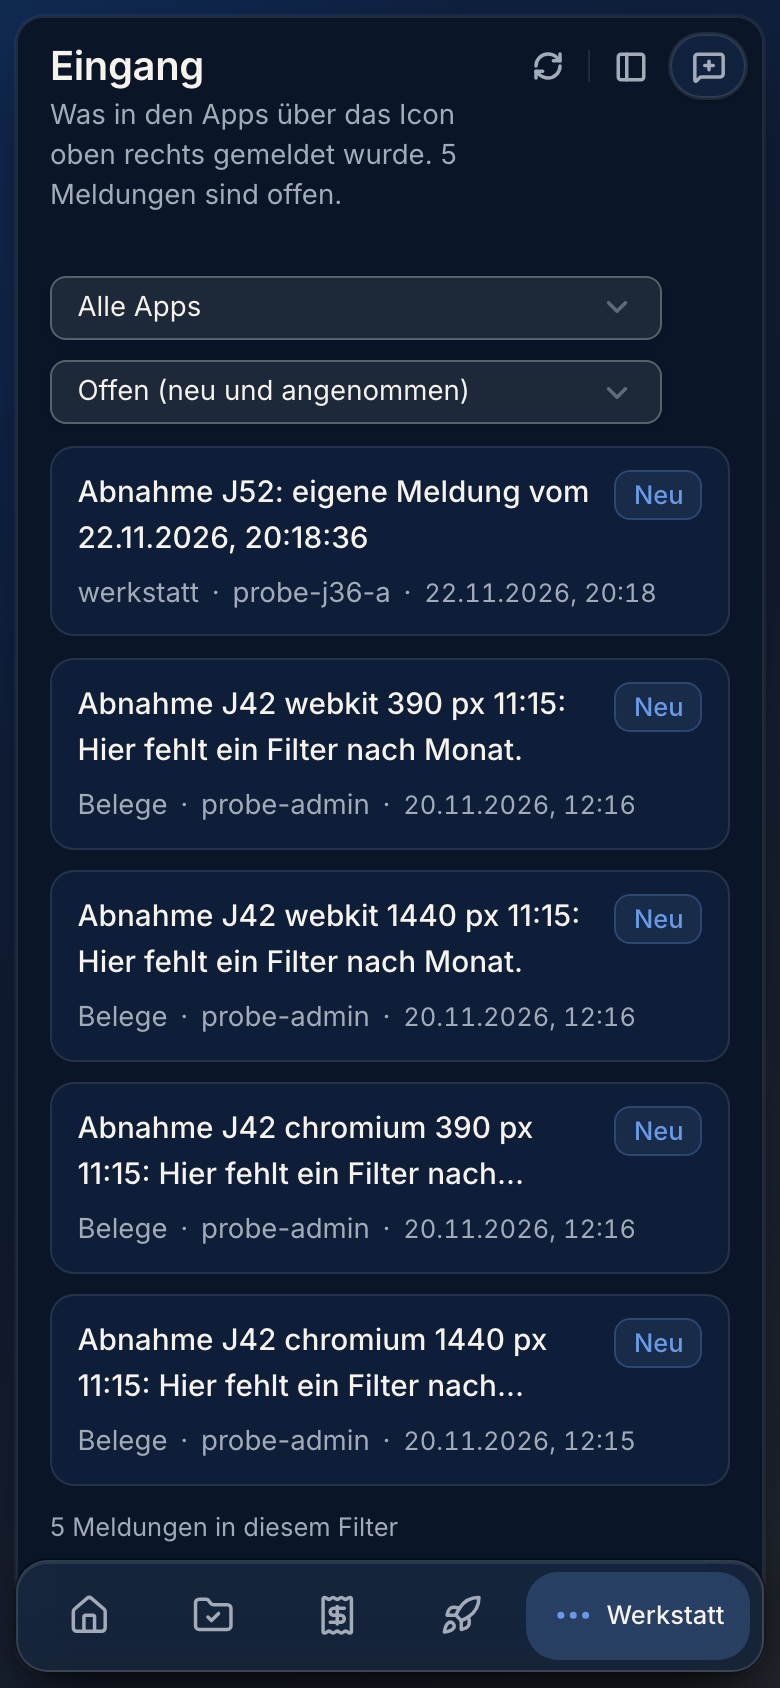 Eingang
Was in den Apps über das Icon
oben rechts gemeldet wurde. 5
Meldungen sind offen.
Alle Apps
Offen (neu und angenommen)
Abnahme J52: eigene Meldung vom
22.11.2026, 20:18:36
Neu
werkstatt · probe-j36-a · 22.11.2026, 20:18
Abnahme J42 webkit 390 px 11:15:
Hier fehlt ein Filter nach Monat.
Neu
Belege · probe-admin · 20.11.2026, 12:16
Abnahme J42 webkit 1440 px 11:15:
Hier fehlt ein Filter nach Monat.
Neu
Belege · probe-admin · 20.11.2026, 12:16
Abnahme J42 chromium 390 px
11:15: Hier fehlt ein Filter nach...
Neu
Belege · probe-admin · 20.11.2026, 12:16
Abnahme J42 chromium 1440 px
11:15: Hier fehlt ein Filter nach...
Neu
Belege · probe-admin · 20.11.2026, 12:15
5 Meldungen in diesem Filter
Werkstatt